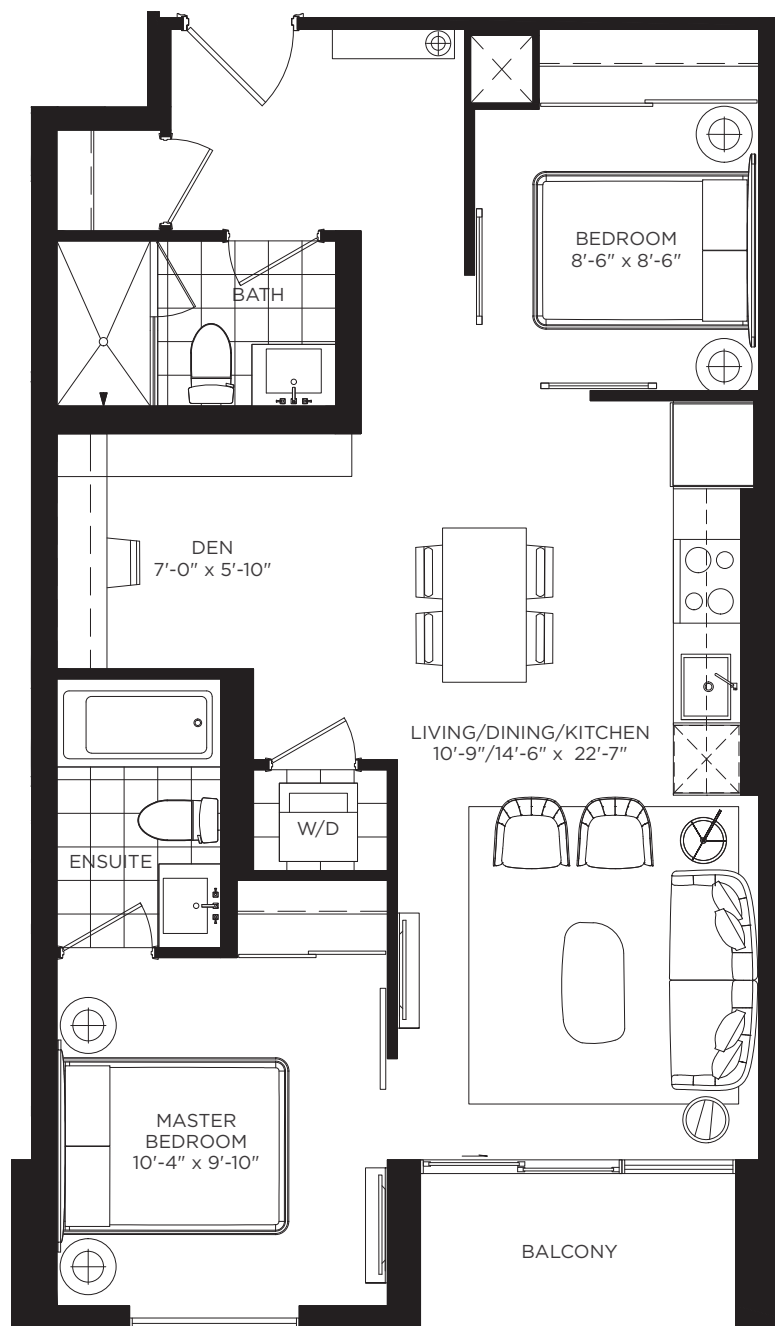 BEDROOM
8'-6" x 8'-6"
BATH
DEN
7'-0" x 5'-10"
LIVING/DINING/KITCHEN
10'-9"/14'-6" x 22'-7"
W/D
ENSUITE
MASTER
BEDROOM
10'-4" x 9'-10"
BALCONY